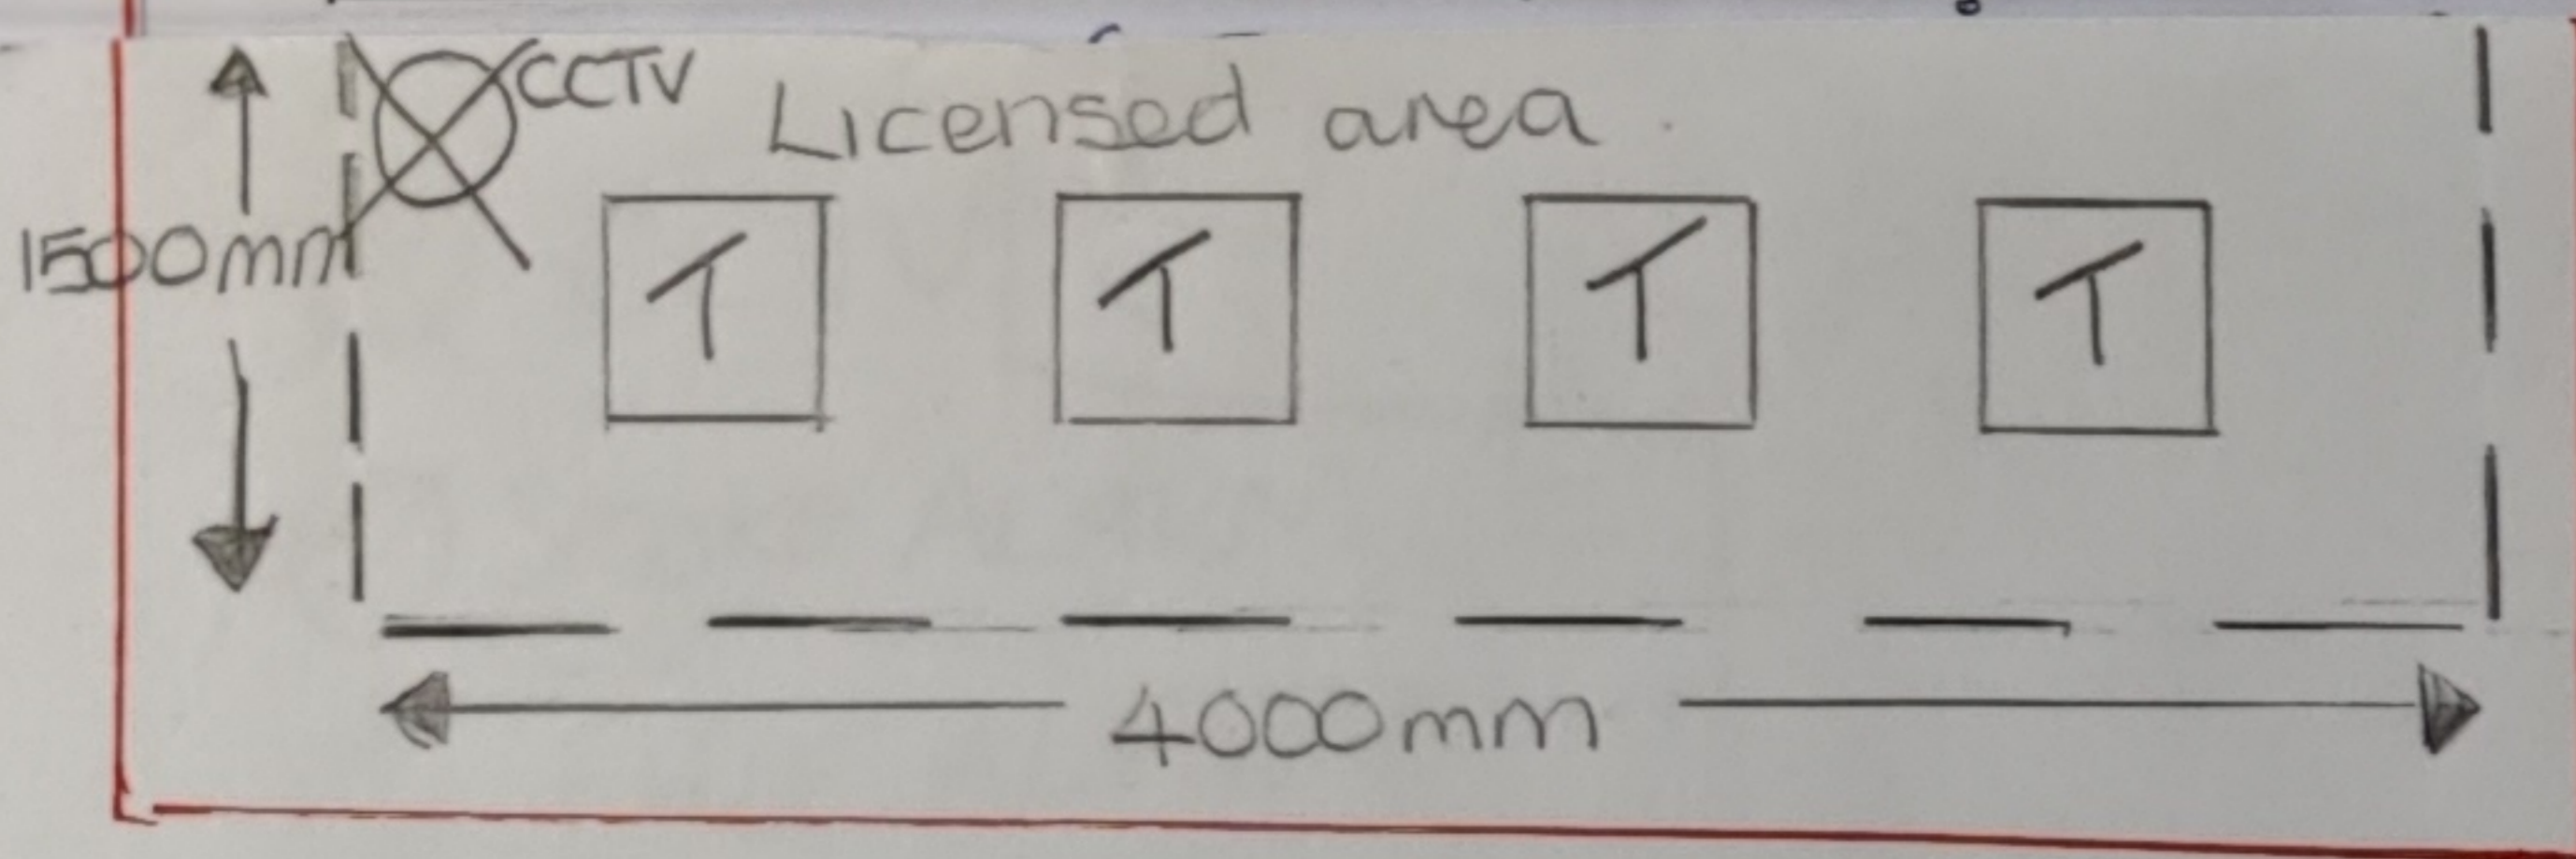 CCTV
Licensed area
1500mm
T T T T
4000mm